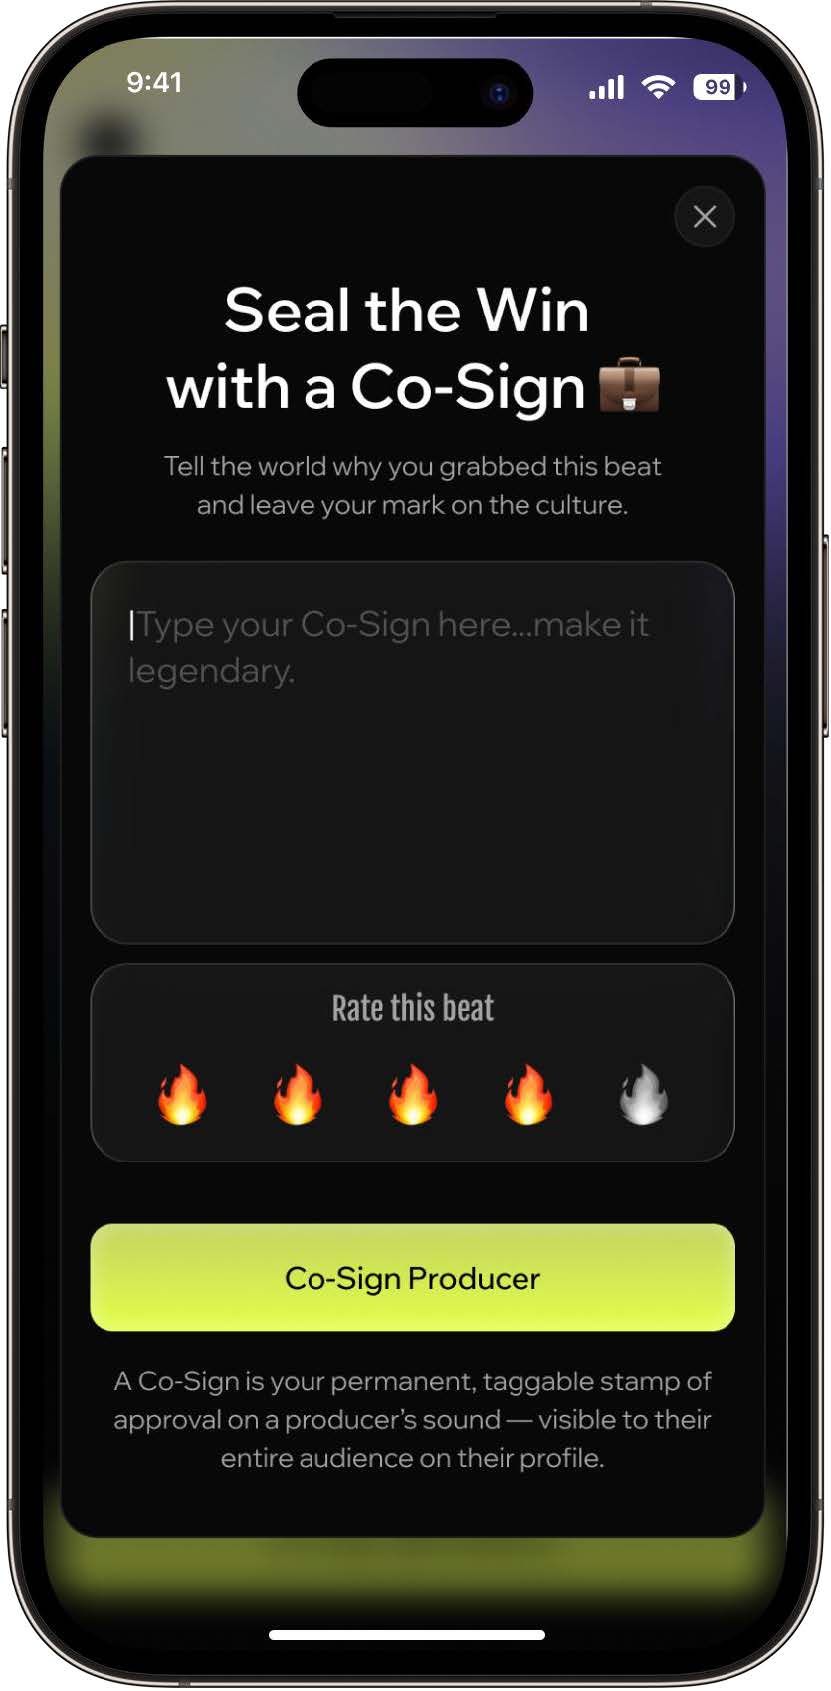 9:41
99
Seal the Win
with a Co-Sign 💼
Tell the world why you grabbed this beat
and leave your mark on the culture.
Type your Co-Sign here...make it
legendary.
Rate this beat
Co-Sign Producer
A Co-Sign is your permanent, taggable stamp of
approval on a producer’s sound — visible to their
entire audience on their profile.